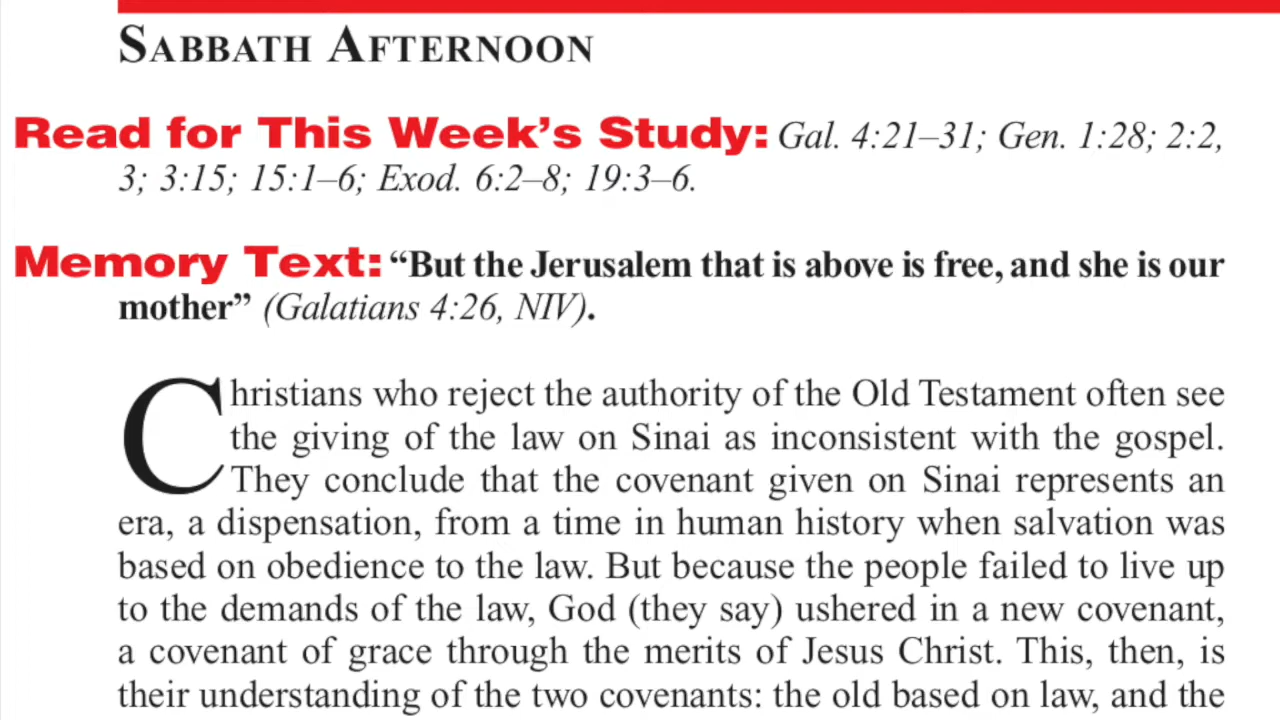 SABBATH AFTERNOON
Read for This Week’s Study: Gal. 4:21–31; Gen. 1:28; 2:2,
3; 3:15; 15:1–6; Exod. 6:2–8; 19:3–6.
Memory Text: “But the Jerusalem that is above is free, and she is our
mother” (Galatians 4:26, NIV).
Christians who reject the authority of the Old Testament often see
the giving of the law on Sinai as inconsistent with the gospel.
They conclude that the covenant given on Sinai represents an
era, a dispensation, from a time in human history when salvation was
based on obedience to the law. But because the people failed to live up
to the demands of the law, God (they say) ushered in a new covenant,
a covenant of grace through the merits of Jesus Christ. This, then, is
their understanding of the two covenants: the old based on law, and the